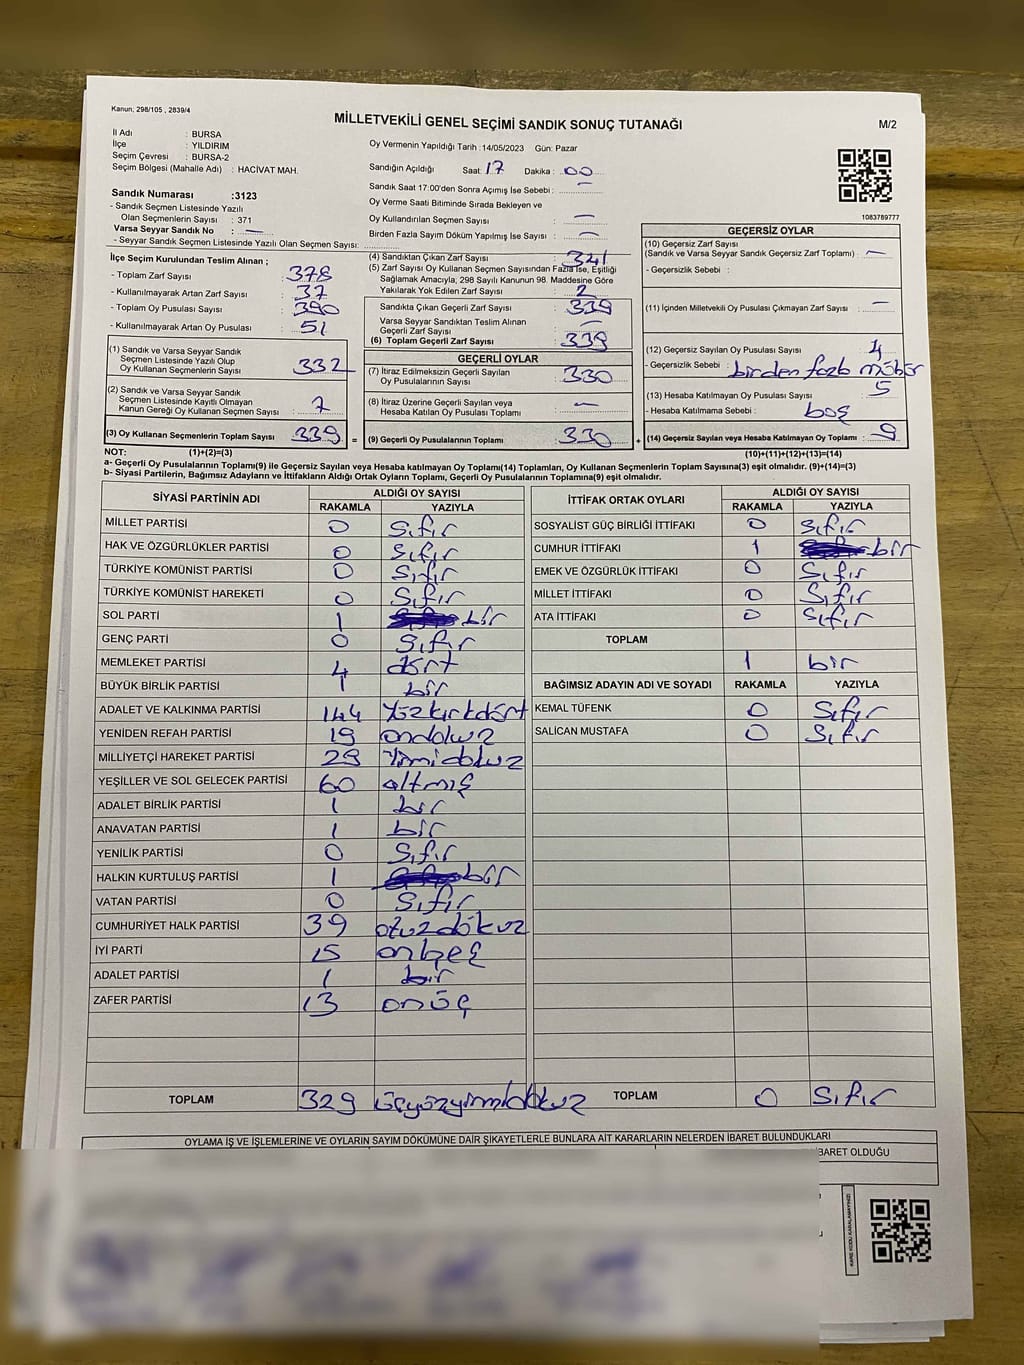 Kanun; 298/105 , 2839/4
MİLLETVEKİLİ GENEL SEÇİMİ SANDIK SONUÇ TUTANAĞI
M/2
İl Adı : BURSA
İlçe : YILDIRIM
Seçim Çevresi : BURSA-2
Seçim Bölgesi (Mahalle Adı) : HACİVAT MAH.
Sandık Numarası :3123
- Sandık Seçmen Listesinde Yazılı
Olan Seçmenlerin Sayısı : 371
Varsa Seyyar Sandık No : —
- Seyyar Sandık Seçmen Listesinde Yazılı Olan Seçmen Sayısı:
Oy Vermenin Yapıldığı Tarih :14/05/2023 Gün: Pazar
Sandığın Açıldığı Saat: 17 Dakika : 00
Sandık Saat 17:00'den Sonra Açımış İse Sebebi : —
Oy Verme Saati Bitiminde Sırada Bekleyen ve
Oy Kullandırılan Seçmen Sayısı : —
Birden Fazla Sayım Döküm Yapılmış İse Sayısı : —
1083789777
İlçe Seçim Kurulundan Teslim Alınan ;
- Toplam Zarf Sayısı : 378
- Kullanılmayarak Artan Zarf Sayısı : 37
- Toplam Oy Pusulası Sayısı : 390
- Kullanılmayarak Artan Oy Pusulası : 51
(1) Sandık ve Varsa Seyyar Sandık
Seçmen Listesinde Yazılı Olup
Oy Kullanan Seçmenlerin Sayısı : 332
(2) Sandık ve Varsa Seyyar Sandık
Seçmen Listesinde Kayıtlı Olmayan
Kanun Gereği Oy Kullanan Seçmen Sayısı : 7
(3) Oy Kullanan Seçmenlerin Toplam Sayısı : 339
(4) Sandıktan Çıkan Zarf Sayısı : 341
(5) Zarf Sayısı Oy Kullanan Seçmen Sayısından Fazla İse, Eşitliği
Sağlamak Amacıyla; 298 Sayılı Kanunun 98. Maddesine Göre
Yakılarak Yok Edilen Zarf Sayısı : 2
Sandıkta Çıkan Geçerli Zarf Sayısı : 339
Varsa Seyyar Sandıktan Teslim Alınan
Geçerli Zarf Sayısı : —
(6) Toplam Geçerli Zarf Sayısı : 339
GEÇERLİ OYLAR
(7) İtiraz Edilmeksizin Geçerli Sayılan
Oy Pusulalarının Sayısı : 330
(8) İtiraz Üzerine Geçerli Sayılan veya
Hesaba Katılan Oy Pusulası Toplamı : —
= (9) Geçerli Oy Pusulalarının Toplamı : 330 +
GEÇERSİZ OYLAR
(10) Geçersiz Zarf Sayısı
(Sandık ve Varsa Seyyar Sandık Geçersiz Zarf Toplamı) : —
- Geçersizlik Sebebi :
(11) İçinden Milletvekili Oy Pusulası Çıkmayan Zarf Sayısı : —
(12) Geçersiz Sayılan Oy Pusulası Sayısı : 4
- Geçersizlik Sebebi : birden fazla mühür
(13) Hesaba Katılmayan Oy Pusulası Sayısı : 5
- Hesaba Katılmama Sebebi : boş
(14) Geçersiz Sayılan veya Hesaba Katılmayan Oy Pusulası Toplamı : 9
NOT: (1)+(2)=(3) (10)+(11)+(12)+(13)=(14)
a- Geçerli Oy Pusulalarının Toplamı(9) ile Geçersiz Sayılan veya Hesaba katılmayan Oy Toplamı(14) Toplamları, Oy Kullanan Seçmenlerin Toplam Sayısına(3) eşit olmalıdır. (9)+(14)=(3)
b- Siyasi Partilerin, Bağımsız Adayların ve İttifakların Aldığı Ortak Oyların Toplamı, Geçerli Oy Pusulalarının Toplamına(9) eşit olmalıdır.
SİYASİ PARTİNİN ADI ALDIĞI OY SAYISI
RAKAMLA YAZIYLA
MİLLET PARTİSİ 0 sıfır
HAK VE ÖZGÜRLÜKLER PARTİSİ 0 sıfır
TÜRKİYE KOMÜNİST PARTİSİ 0 sıfır
TÜRKİYE KOMÜNİST HAREKETİ 0 sıfır
SOL PARTİ 1 bir
GENÇ PARTİ 0 sıfır
MEMLEKET PARTİSİ 4 dört
BÜYÜK BİRLİK PARTİSİ 1 bir
ADALET VE KALKINMA PARTİSİ 144 Yüzkırkdört
YENİDEN REFAH PARTİSİ 19 ondokuz
MİLLİYETÇİ HAREKET PARTİSİ 29 Yirmidokuz
YEŞİLLER VE SOL GELECEK PARTİSİ 60 altmış
ADALET BİRLİK PARTİSİ 1 bir
ANAVATAN PARTİSİ 1 bir
YENİLİK PARTİSİ 0 sıfır
HALKIN KURTULUŞ PARTİSİ 1 bir
VATAN PARTİSİ 0 sıfır
CUMHURİYET HALK PARTİSİ 39 otuzdokuz
İYİ PARTİ 15 onbeş
ADALET PARTİSİ 1 bir
ZAFER PARTİSİ 13 onüç
TOPLAM 329 üçyüzyirmidokuz
İTTİFAK ORTAK OYLARI ALDIĞI OY SAYISI
RAKAMLA YAZIYLA
SOSYALİST GÜÇ BİRLİĞİ İTTİFAKI 0 sıfır
CUMHUR İTTİFAKI 1 bir
EMEK VE ÖZGÜRLÜK İTTİFAKI 0 sıfır
MİLLET İTTİFAKI 0 sıfır
ATA İTTİFAKI 0 sıfır
TOPLAM
1 bir
BAĞIMSIZ ADAYIN ADI VE SOYADI RAKAMLA YAZIYLA
KEMAL TÜFENK 0 sıfır
SALİCAN MUSTAFA 0 sıfır
TOPLAM 0 sıfır
OYLAMA İŞ VE İŞLEMLERİNE VE OYLARIN SAYIM DÖKÜMÜNE DAİR ŞİKAYETLERLE BUNLARA AİT KARARLARIN NELERDEN İBARET BULUNDUKLARI
BARET OLDUĞU
KARE KODU KARALAMAYINIZ!